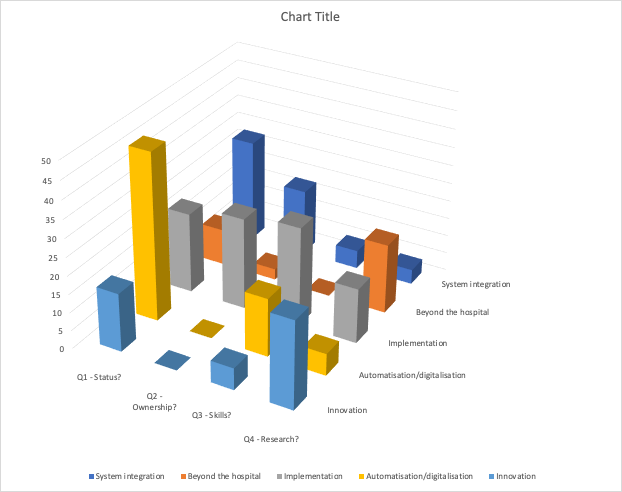 Chart Title
50
45
40
35
30
25
20
15
10
5
0
Q1 - Status?
Q2 -
Ownership?
Q3 - Skills?
Q4 - Research?
System integration
Beyond the hospital
Implementation
Automatisation/digitalisation
Innovation
System integration
Beyond the hospital
Implementation
Automatisation/digitalisation
Innovation